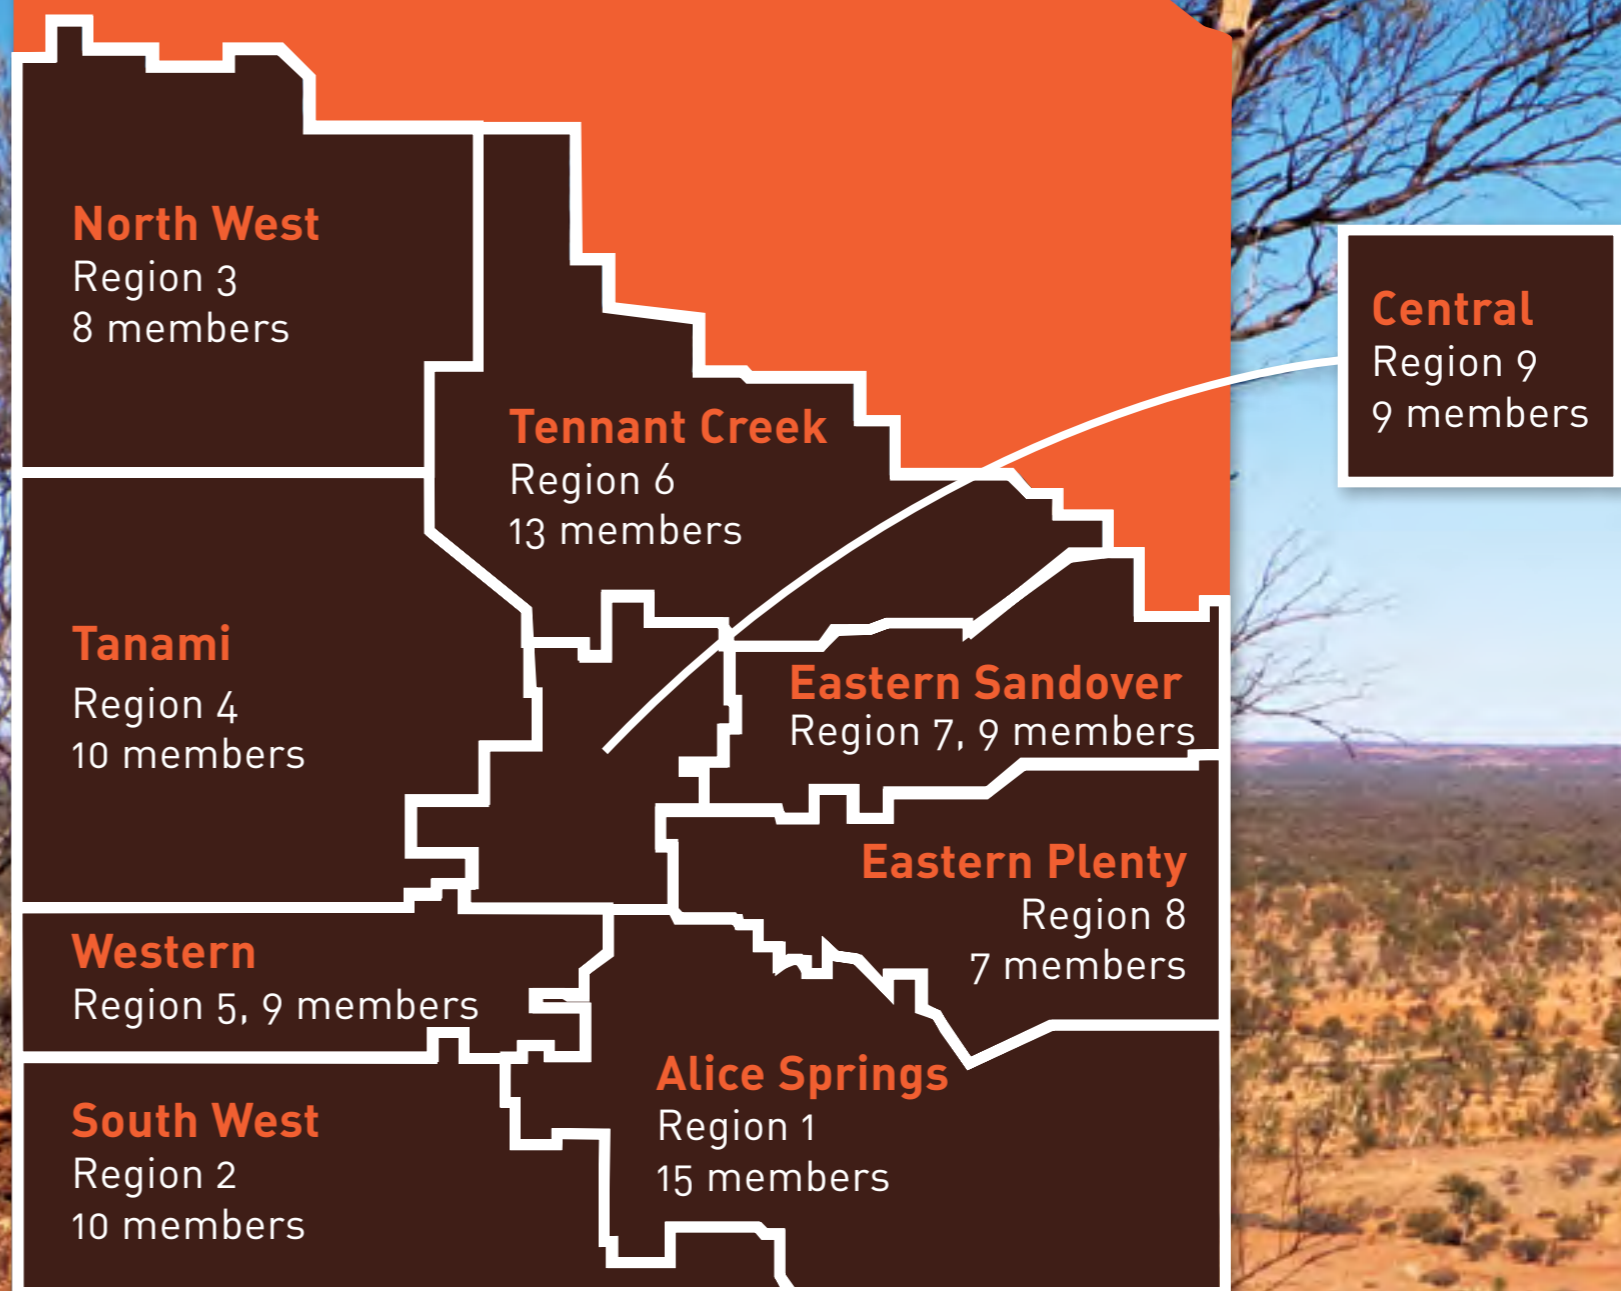 North West
Region 3
8 members
Central
Region 9
9 members
Tennant Creek
Region 6
13 members
Tanami
Region 4
10 members
Eastern Sandover
Region 7, 9 members
Eastern Plenty
Region 8
7 members
Western
Region 5, 9 members
Alice Springs
Region 1
15 members
South West
Region 2
10 members